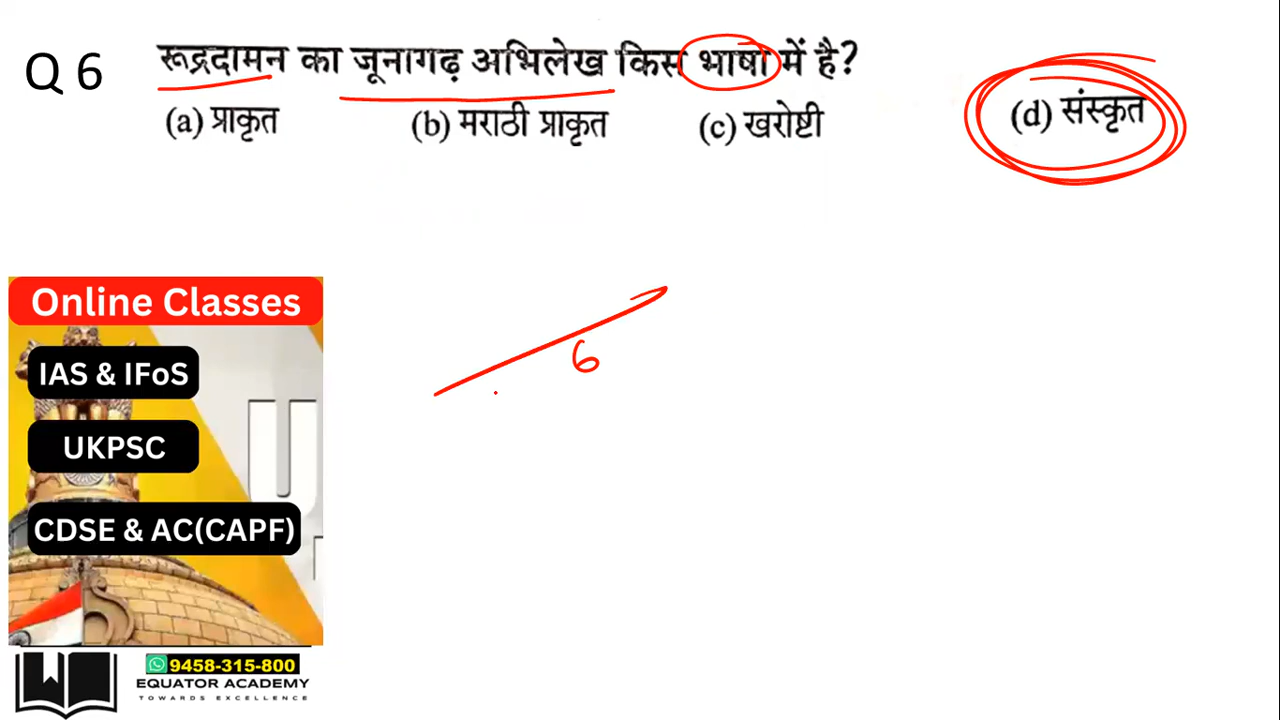 Q 6
रूद्रदामन का जूनागढ़ अभिलेख किस भाषा में है?
(a) प्राकृत (b) मराठी प्राकृत (c) खरोष्टी (d) संस्कृत
6
Online Classes
IAS & IFoS
UKPSC
CDSE & AC(CAPF)
9458-315-800
EQUATOR ACADEMY
TOWARDS EXCELLENCE